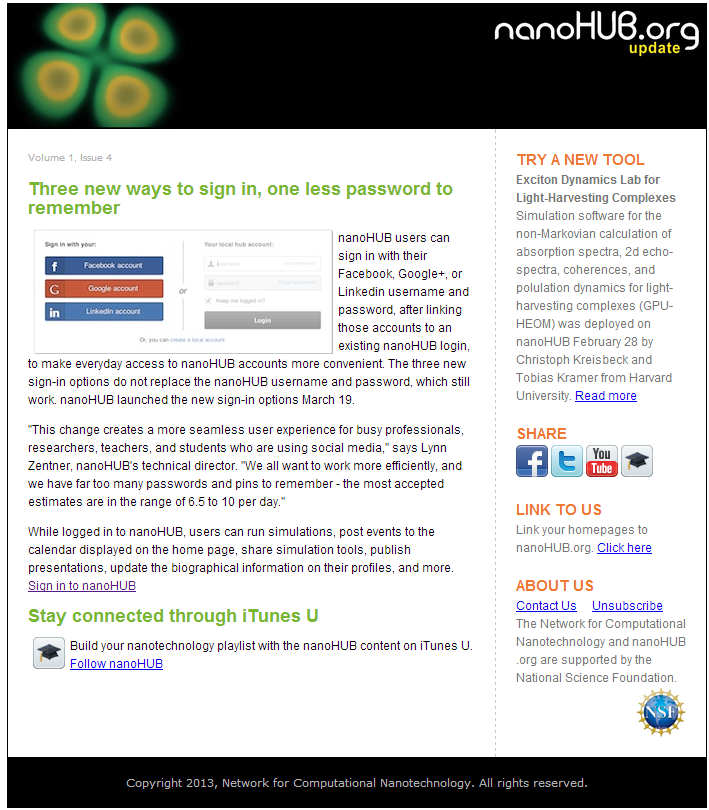 nanoHUB.org
update
Volume 1, Issue 4
Three new ways to sign in, one less password to
remember
Sign in with your:
Facebook account
Google account
LinkedIn account
or
Your local hub account:
Keep me logged in?
Login
Or, you can create a local account.
nanoHUB users can
sign in with their
Facebook, Google+, or
Linkedin username and
password, after linking
those accounts to an
existing nanoHUB login,
to make everyday access to nanoHUB accounts more convenient. The three new
sign-in options do not replace the nanoHUB username and password, which still
work. nanoHUB launched the new sign-in options March 19.
"This change creates a more seamless user experience for busy professionals,
researchers, teachers, and students who are using social media," says Lynn
Zentner, nanoHUB's technical director. "We all want to work more efficiently, and
we have far too many passwords and pins to remember - the most accepted
estimates are in the range of 6.5 to 10 per day."
While logged in to nanoHUB, users can run simulations, post events to the
calendar displayed on the home page, share simulation tools, publish
presentations, update the biographical information on their profiles, and more.
Sign in to nanoHUB
Stay connected through iTunes U
Build your nanotechnology playlist with the nanoHUB content on iTunes U.
Follow nanoHUB
TRY A NEW TOOL
Exciton Dynamics Lab for
Light-Harvesting Complexes
Simulation software for the
non-Markovian calculation of
absorption spectra, 2d echo-
spectra, coherences, and
polulation dynamics for light-
harvesting complexes (GPU-
HEOM) was deployed on
nanoHUB February 28 by
Christoph Kreisbeck and
Tobias Kramer from Harvard
University. Read more
SHARE
You
Tube
LINK TO US
Link your homepages to
nanoHUB.org. Click here
ABOUT US
Contact Us Unsubscribe
The Network for Computational
Nanotechnology and nanoHUB
.org are supported by the
National Science Foundation.
NSF
Copyright 2013, Network for Computational Nanotechnology. All rights reserved.